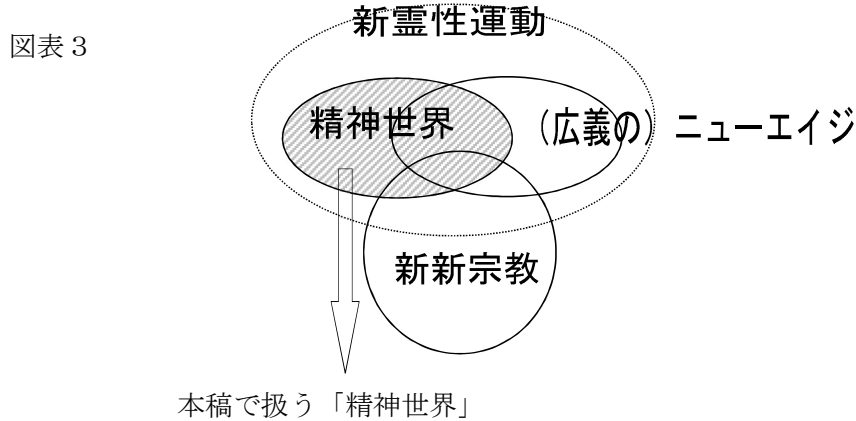 図表３
新霊性運動
精神世界
（広義の）ニューエイジ
新新宗教
本稿で扱う「精神世界」